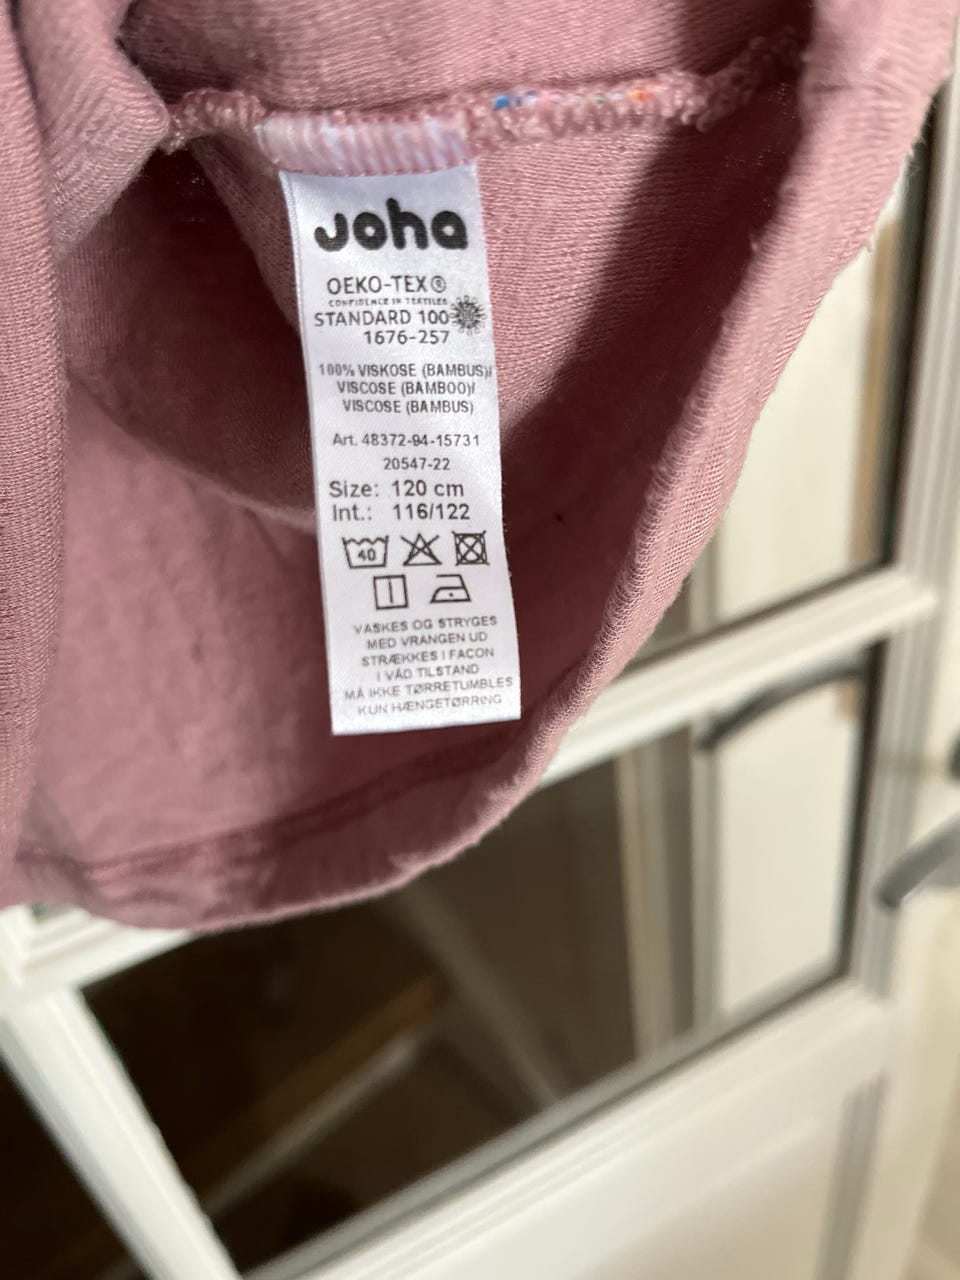 Joha
OEKO-TEX®
CONFIDENCE IN TEXTILES
STANDARD 100
1676-257
100% VISKOSE (BAMBUS)/
VISCOSE (BAMBOO)/
VISCOSE (BAMBUS)
Art. 48372-94-15731
20547-22
Size: 120 cm
Int.: 116/122
40
VASKES OG STRYGES
MED VRANGEN UD
STRÆKKES I FACON
I VÅD TILSTAND
MÅ IKKE TØRRETUMBLES
KUN HÆNGETØRRING